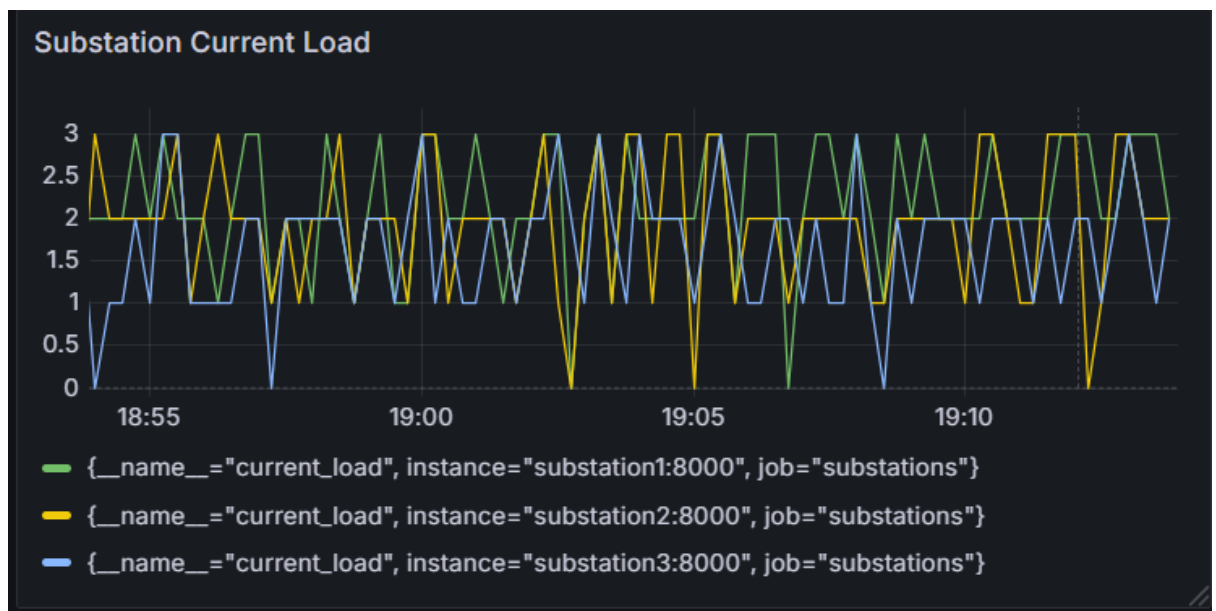 Substation Current Load
3
2.5
2
1.5
1
0.5
0
18:55 19:00 19:05 19:10
{__name__="current_load", instance="substation1:8000", job="substations"}
{__name__="current_load", instance="substation2:8000", job="substations"}
{__name__="current_load", instance="substation3:8000", job="substations"}